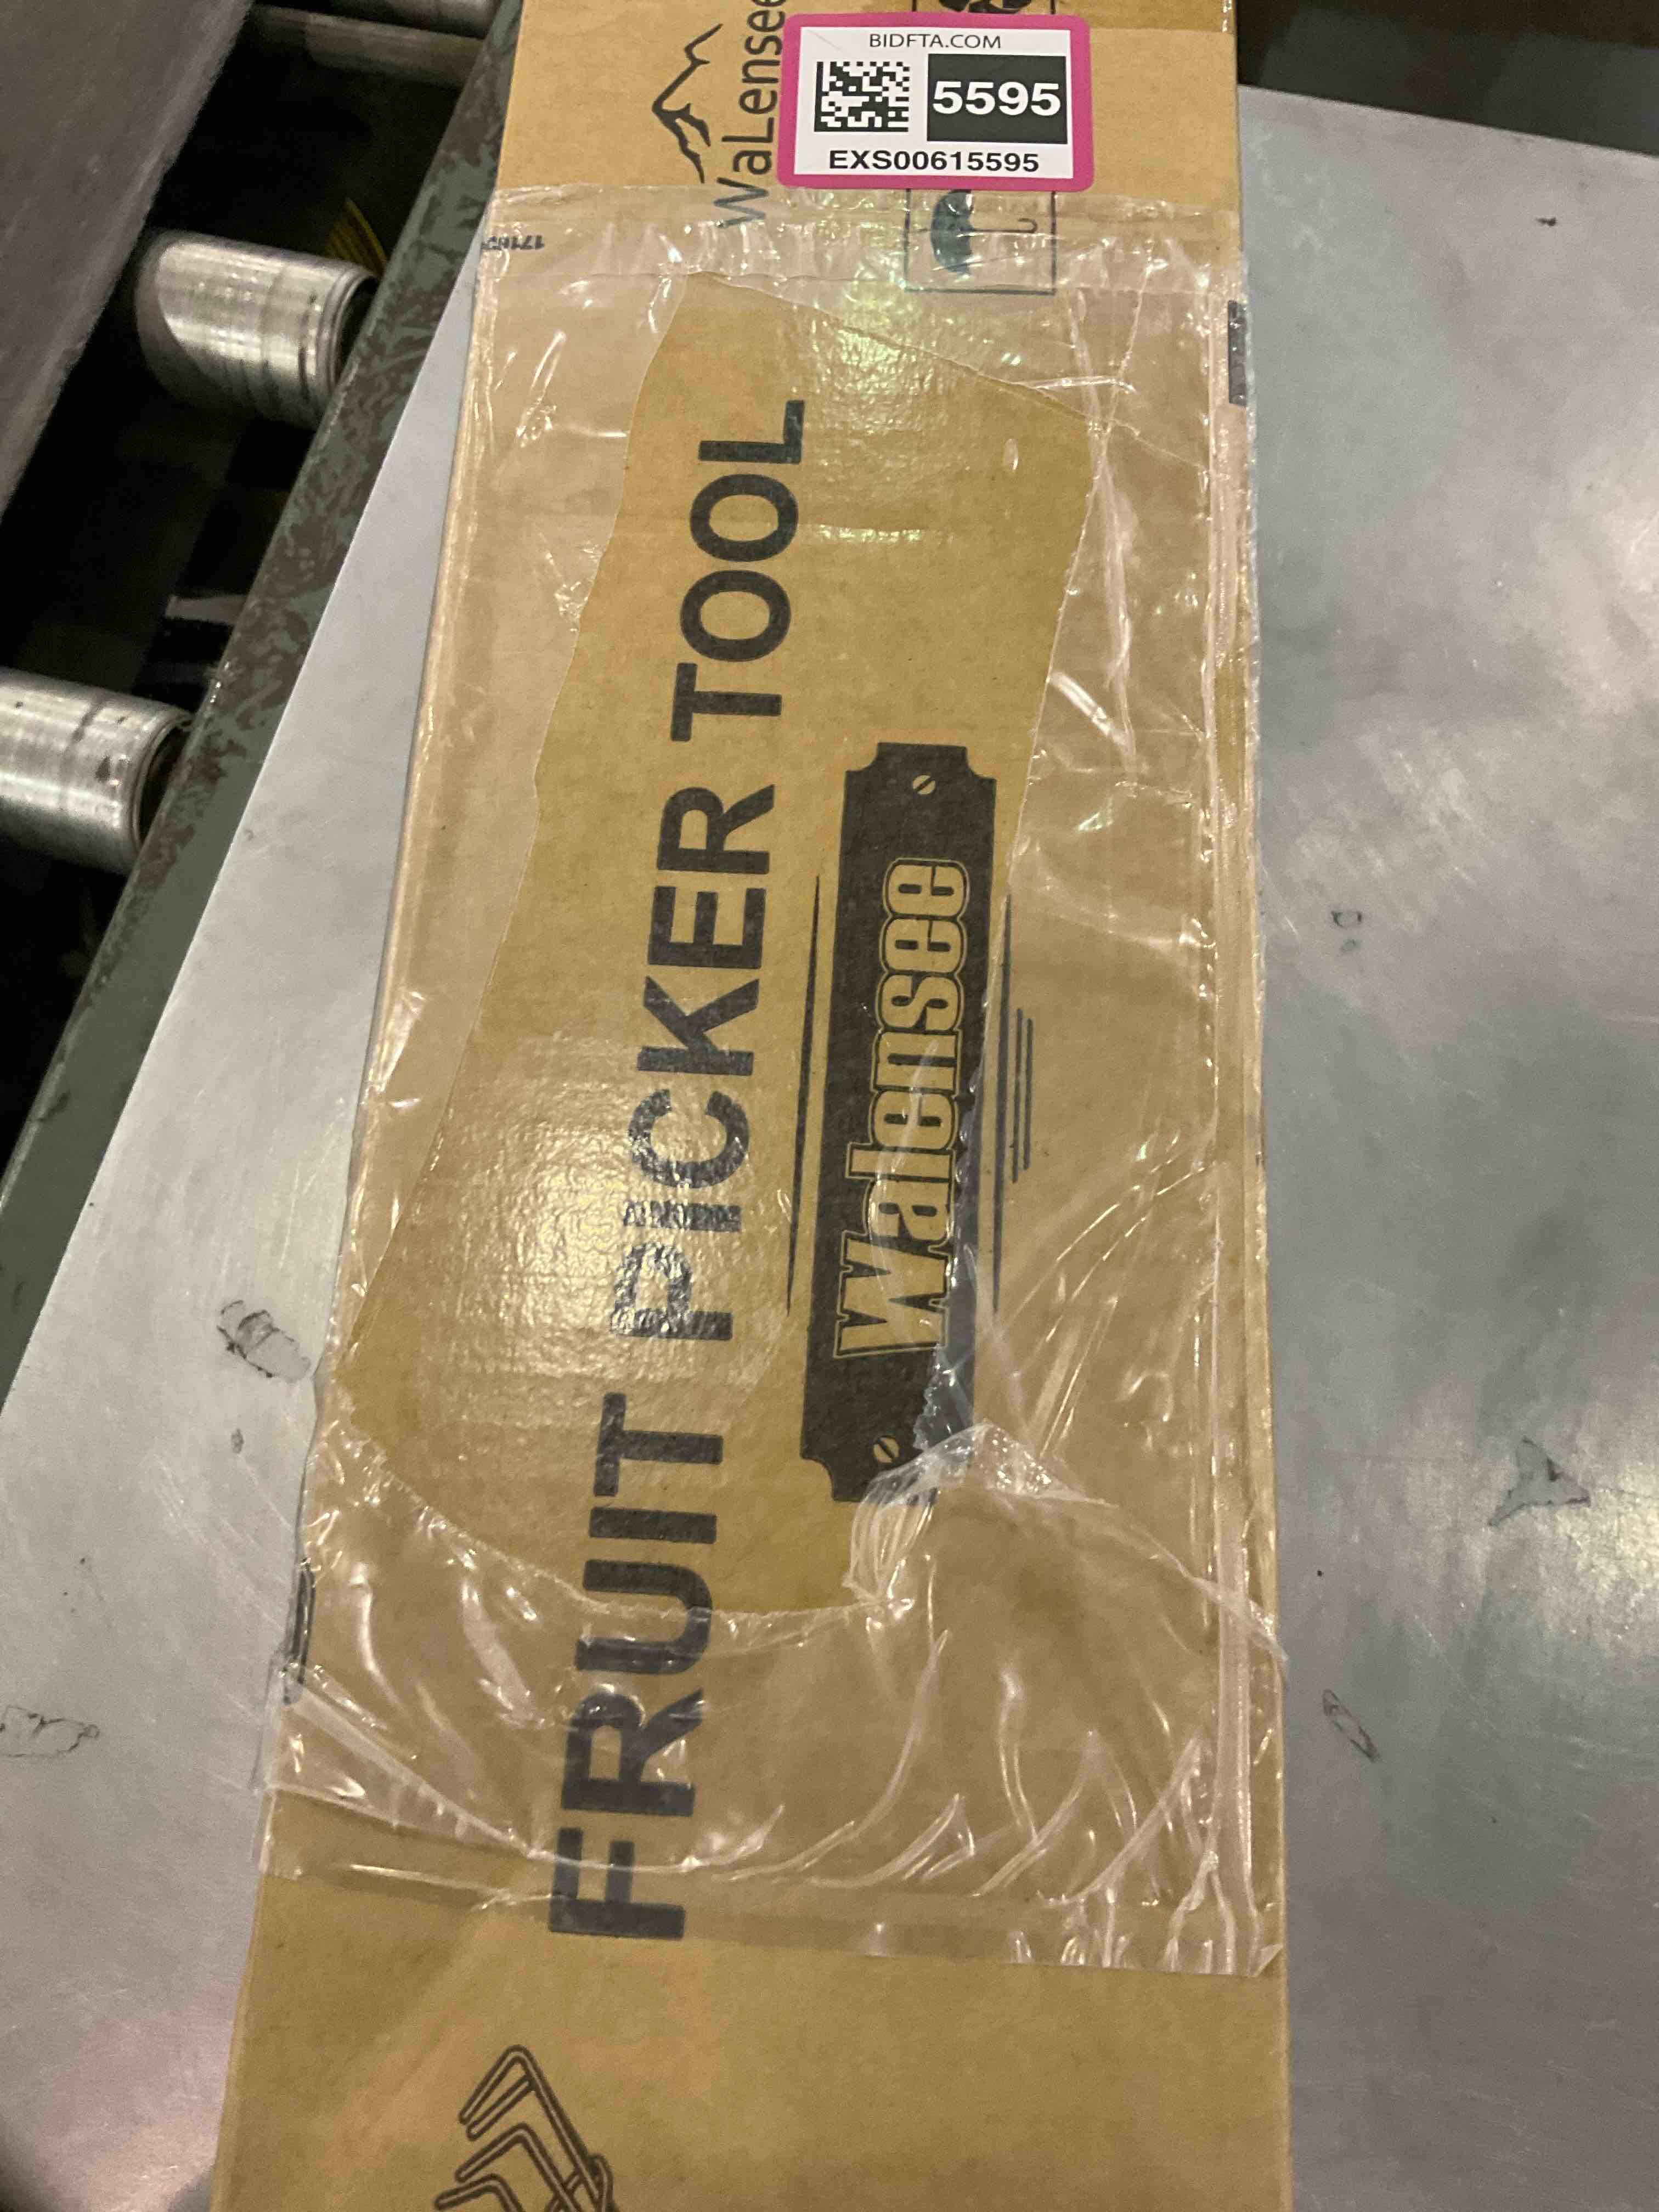 WaLensee
BIDFTA.COM
5595
EXS00615595
FRUIT PICKER TOOL
Walensee